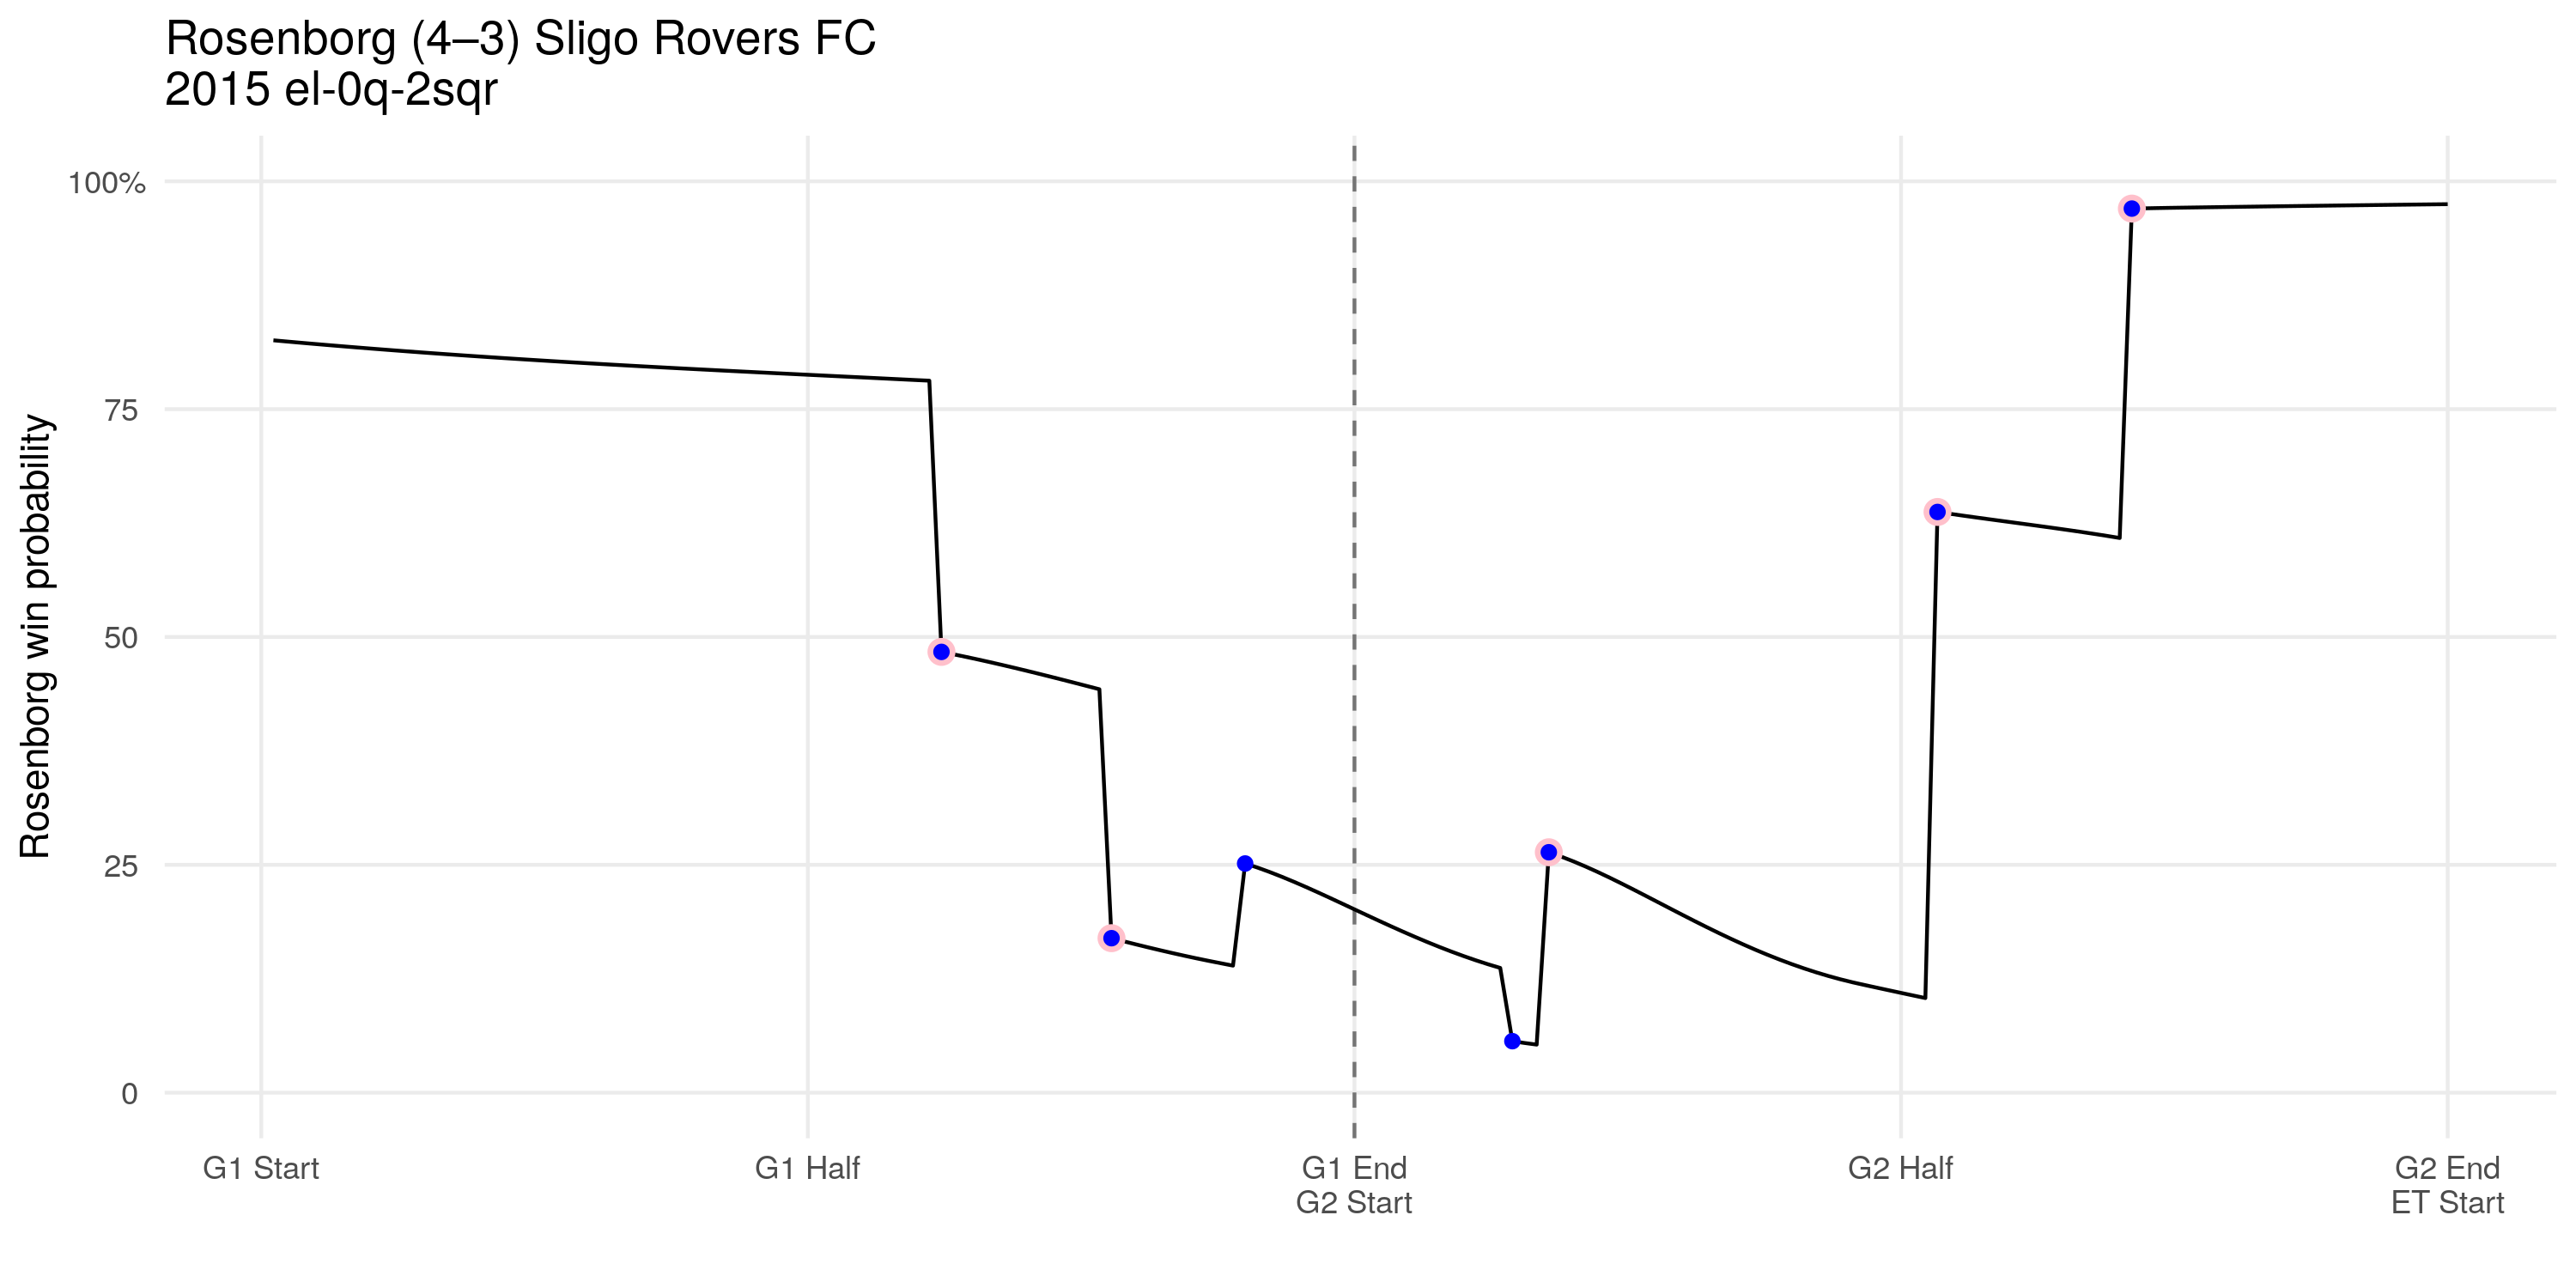 Rosenborg (4–3) Sligo Rovers FC
2015 el-0q-2sqr
Rosenborg win probability
100%
75
50
25
0
G1 Start
G1 Half
G1 End
G2 Start
G2 Half
G2 End
ET Start